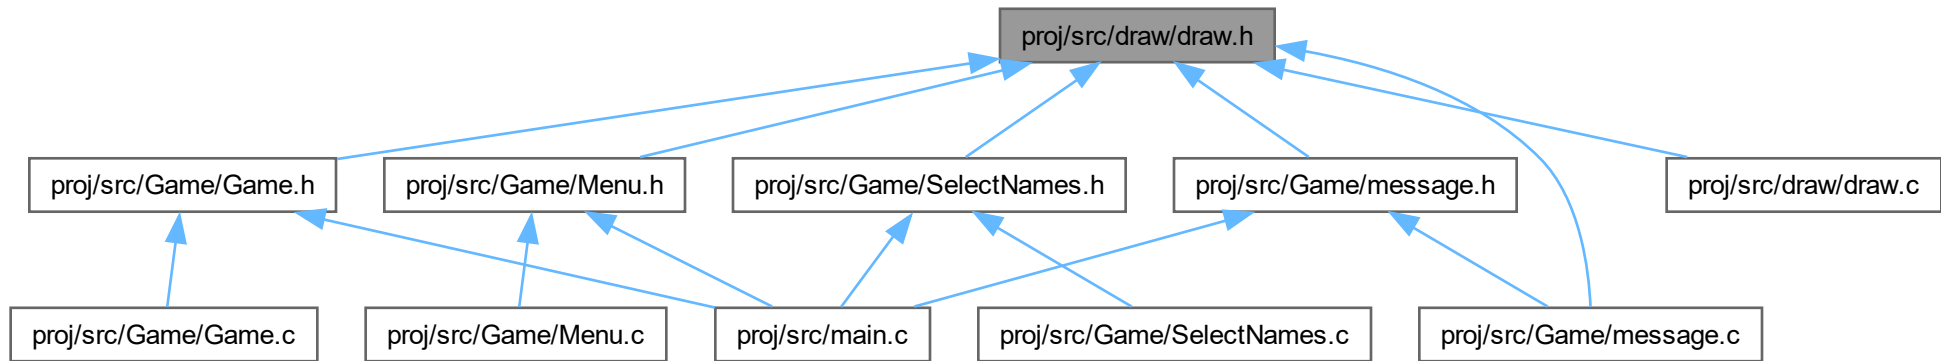 proj/src/draw/draw.h
proj/src/Game/Game.h
proj/src/Game/Menu.h
proj/src/Game/SelectNames.h
proj/src/Game/message.h
proj/src/draw/draw.c
proj/src/Game/Game.c
proj/src/Game/Menu.c
proj/src/main.c
proj/src/Game/SelectNames.c
proj/src/Game/message.c